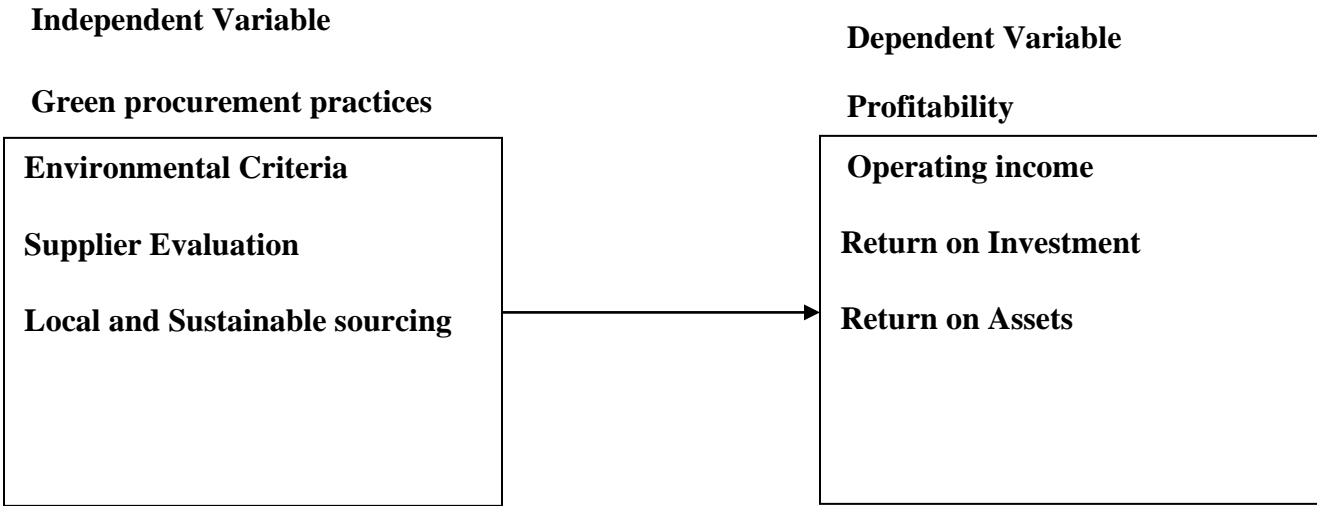 Independent Variable
Green procurement practices
Environmental Criteria
Supplier Evaluation
Local and Sustainable sourcing
Dependent Variable
Profitability
Operating income
Return on Investment
Return on Assets